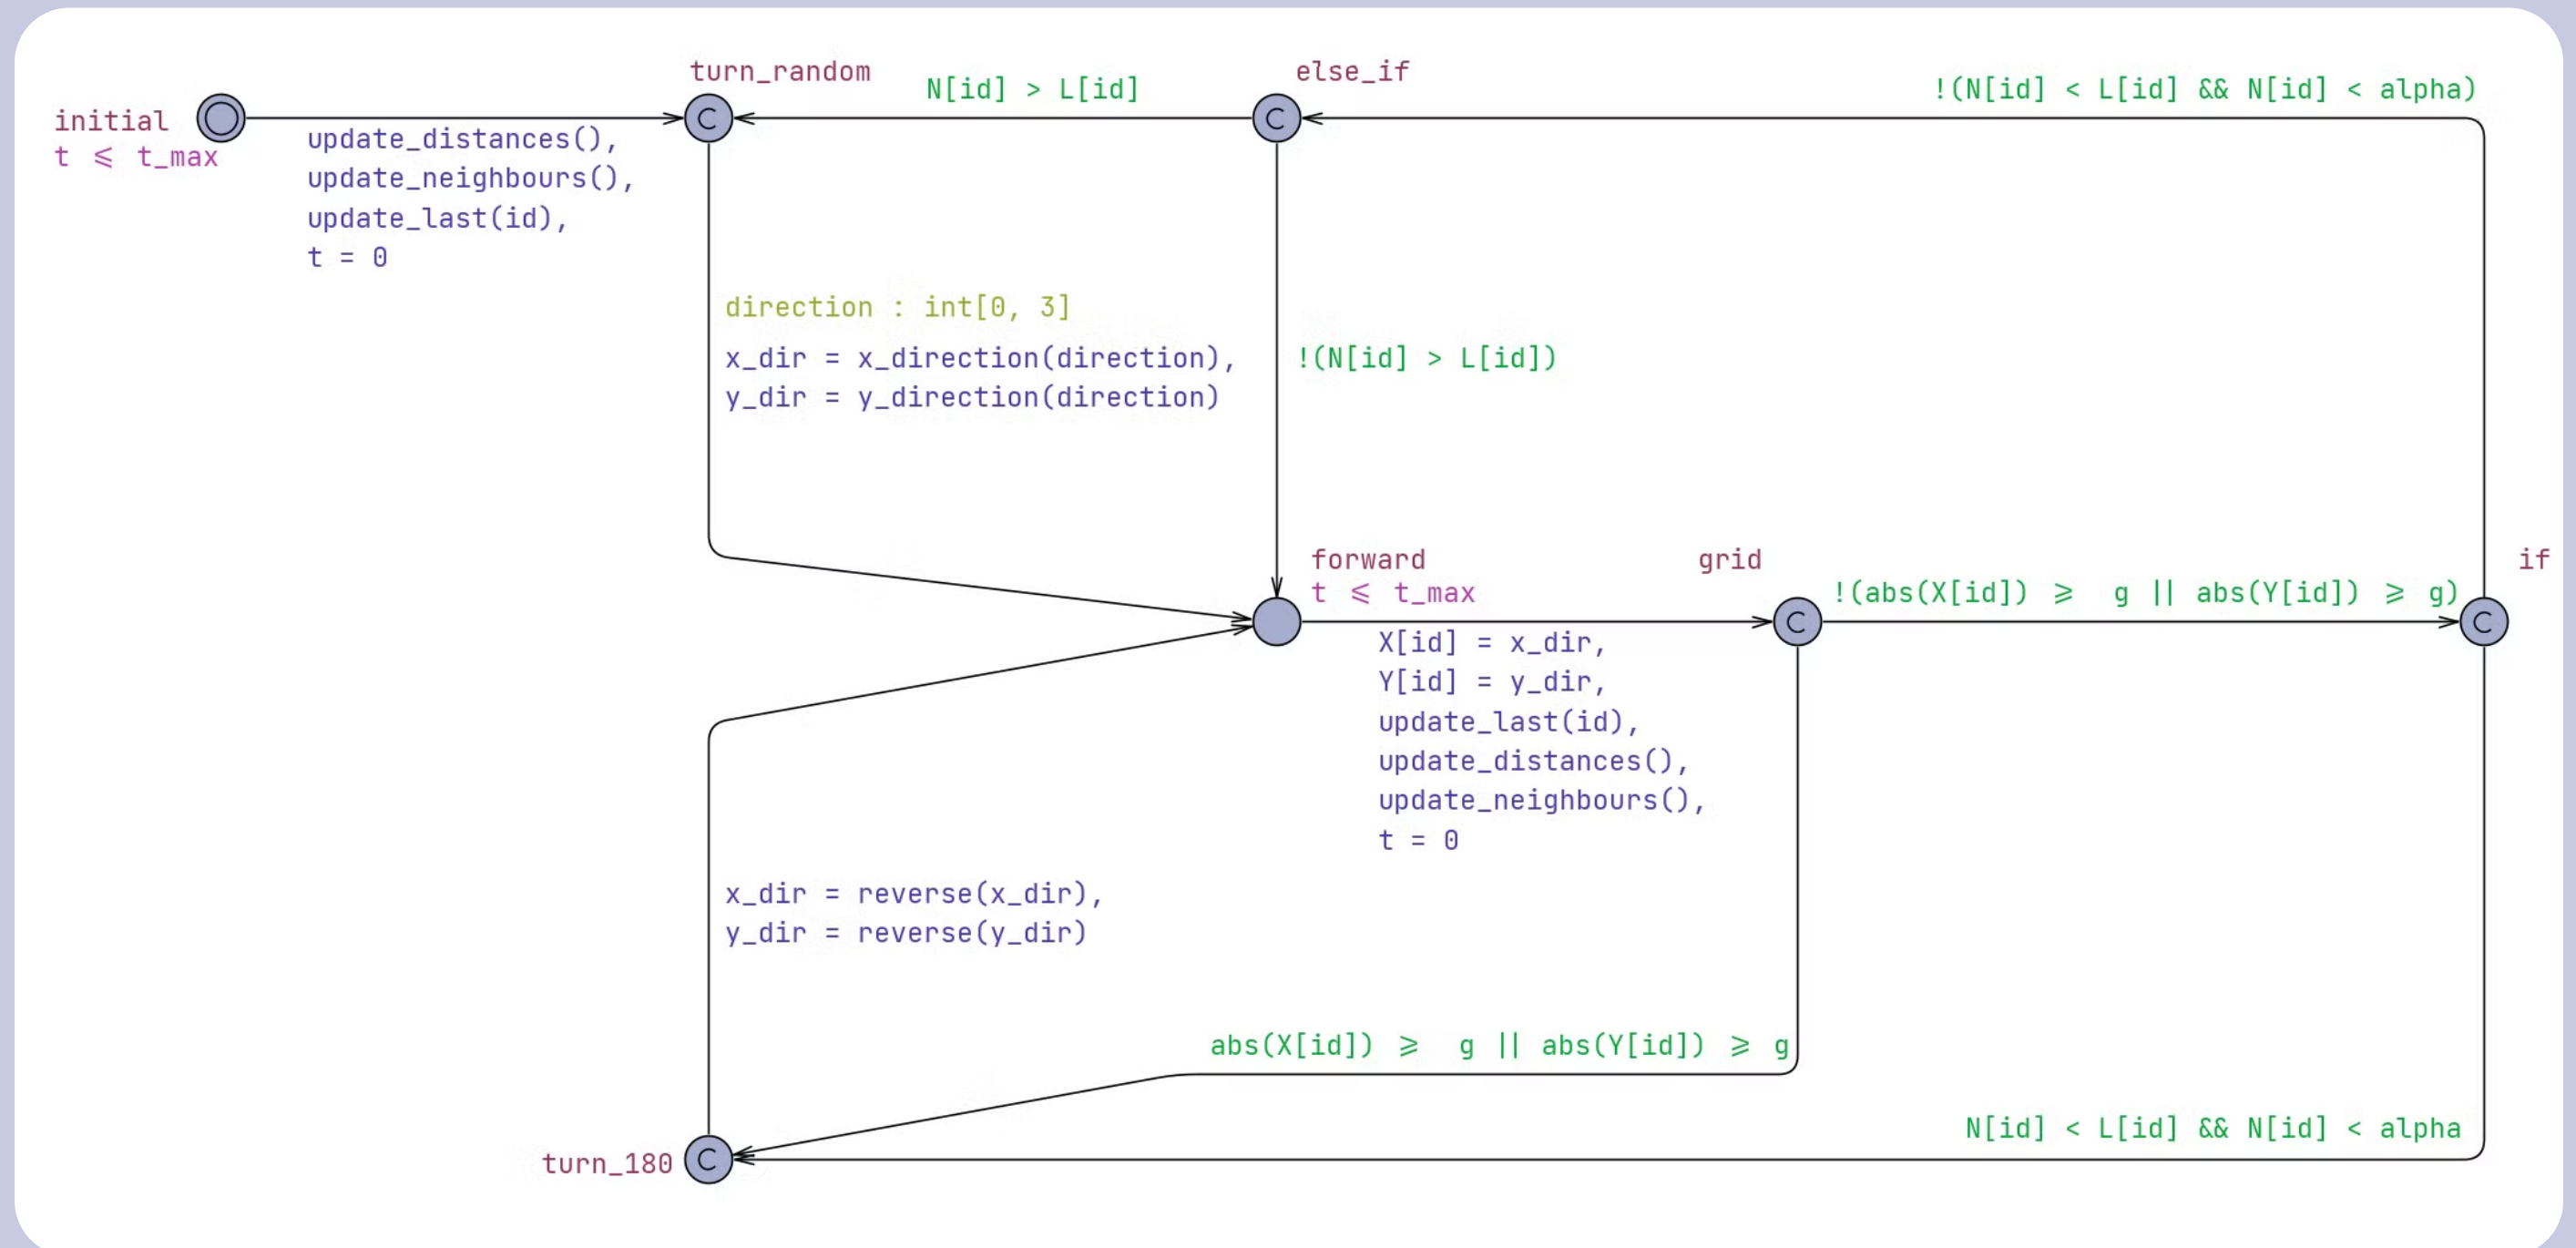 turn_random
else_if
N[id] > L[id]
!(N[id] < L[id] && N[id] < alpha)
initial
t ⩽ t_max
C
C
update_distances(),
update_neighbours(),
update_last(id),
t = 0
direction : int[0, 3]
x_dir = x_direction(direction),
y_dir = y_direction(direction)
!(N[id] > L[id])
forward
t ⩽ t_max
grid
if
!(abs(X[id]) ⩾  g || abs(Y[id]) ⩾ g)
C
C
X[id] = x_dir,
Y[id] = y_dir,
update_last(id),
update_distances(),
update_neighbours(),
t = 0
x_dir = reverse(x_dir),
y_dir = reverse(y_dir)
abs(X[id]) ⩾  g || abs(Y[id]) ⩾ g
N[id] < L[id] && N[id] < alpha
turn_180
C